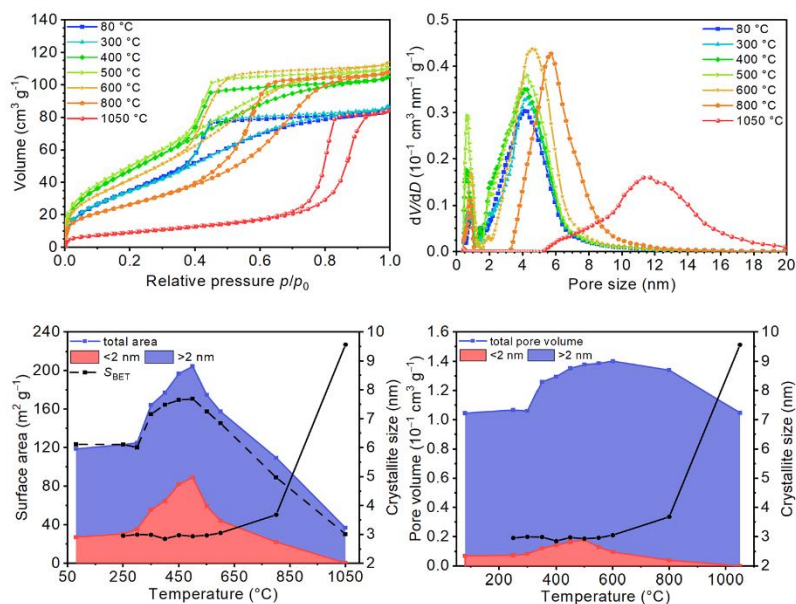 140
120
100
80
60
40
20
0
0.0 0.2 0.4 0.6 0.8 1.0
Volume (cm³ g⁻¹)
Relative pressure p/p₀
80 °C
300 °C
400 °C
500 °C
600 °C
800 °C
1050 °C
0.5
0.4
0.3
0.2
0.1
0.0
0 2 4 6 8 10 12 14 16 18 20
dV/dD (10⁻¹ cm³ nm⁻¹ g⁻¹)
Pore size (nm)
80 °C
300 °C
400 °C
500 °C
600 °C
800 °C
1050 °C
240
200
160
120
80
40
0
50 250 450 650 850 1050
Surface area (m² g⁻¹)
Temperature (°C)
total area
<2 nm >2 nm
S_BET
10
9
8
7
6
5
4
3
2
Crystallite size (nm)
1.6
1.4
1.2
1.0
0.8
0.6
0.4
0.2
0.0
200 400 600 800 1000
Pore volume (10⁻¹ cm³ g⁻¹)
Temperature (°C)
total pore volume
<2 nm >2 nm
10
9
8
7
6
5
4
3
2
Crystallite size (nm)